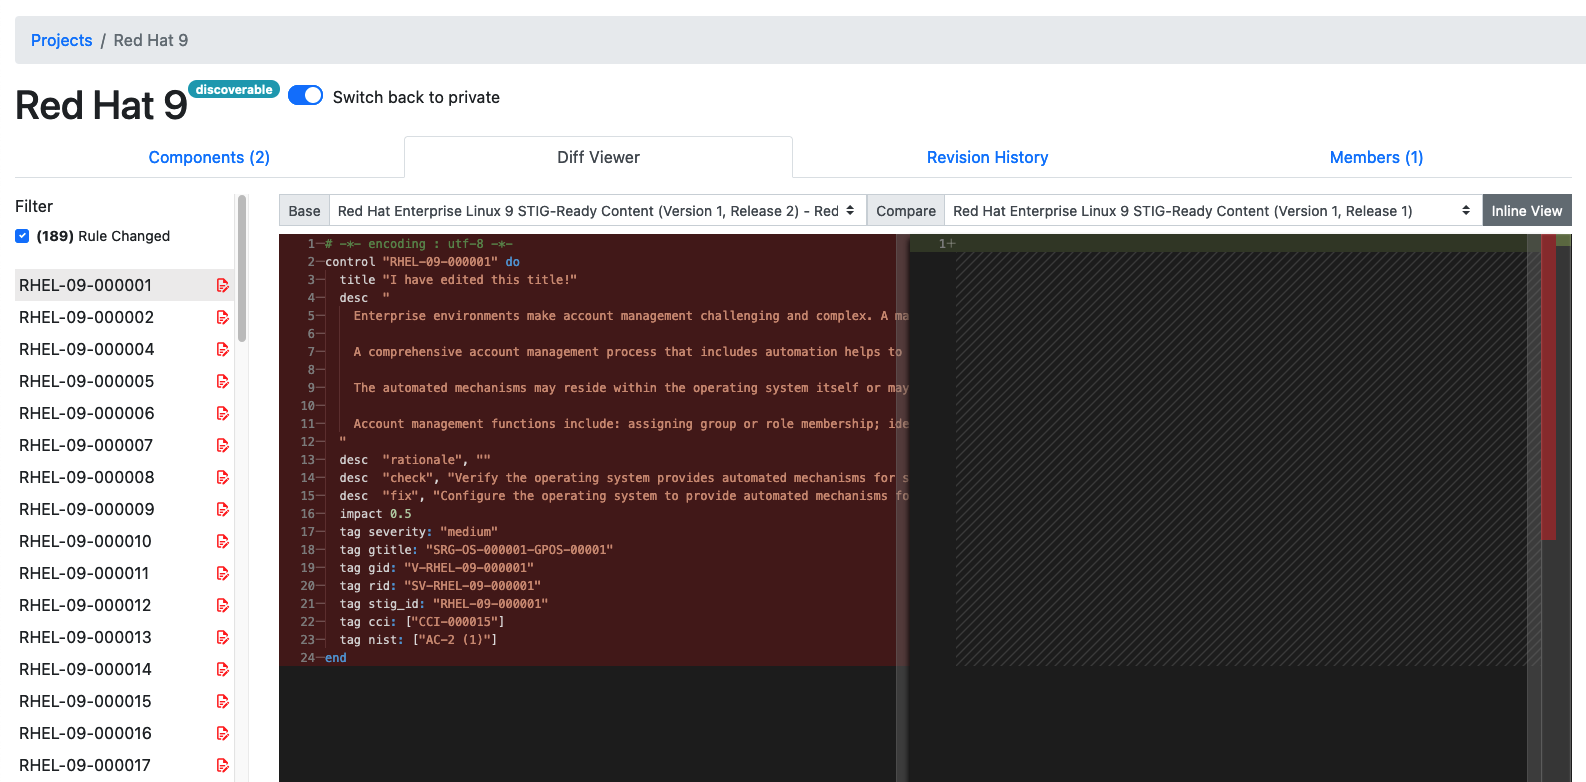 Projects / Red Hat 9
Red Hat 9 discoverable Switch back to private
Components (2) Diff Viewer Revision History Members (1)
Filter
(189) Rule Changed
RHEL-09-000001
RHEL-09-000002
RHEL-09-000004
RHEL-09-000005
RHEL-09-000006
RHEL-09-000007
RHEL-09-000008
RHEL-09-000009
RHEL-09-000010
RHEL-09-000011
RHEL-09-000012
RHEL-09-000013
RHEL-09-000014
RHEL-09-000015
RHEL-09-000016
RHEL-09-000017
Base Red Hat Enterprise Linux 9 STIG-Ready Content (Version 1, Release 2) - Red Compare Red Hat Enterprise Linux 9 STIG-Ready Content (Version 1, Release 1) Inline View
1-# -*- encoding : utf-8 -*-
2-control "RHEL-09-000001" do
3- title "I have edited this title!"
4- desc "
5- Enterprise environments make account management challenging and complex. A ma
6-
7- A comprehensive account management process that includes automation helps to
8-
9- The automated mechanisms may reside within the operating system itself or may
10-
11- Account management functions include: assigning group or role membership; ide
12- "
13- desc "rationale", ""
14- desc "check", "Verify the operating system provides automated mechanisms for s
15- desc "fix", "Configure the operating system to provide automated mechanisms fo
16- impact 0.5
17- tag severity: "medium"
18- tag gtitle: "SRG-OS-000001-GPOS-00001"
19- tag gid: "V-RHEL-09-000001"
20- tag rid: "SV-RHEL-09-000001"
21- tag stig_id: "RHEL-09-000001"
22- tag cci: ["CCI-000015"]
23- tag nist: ["AC-2 (1)"]
24-end
1+